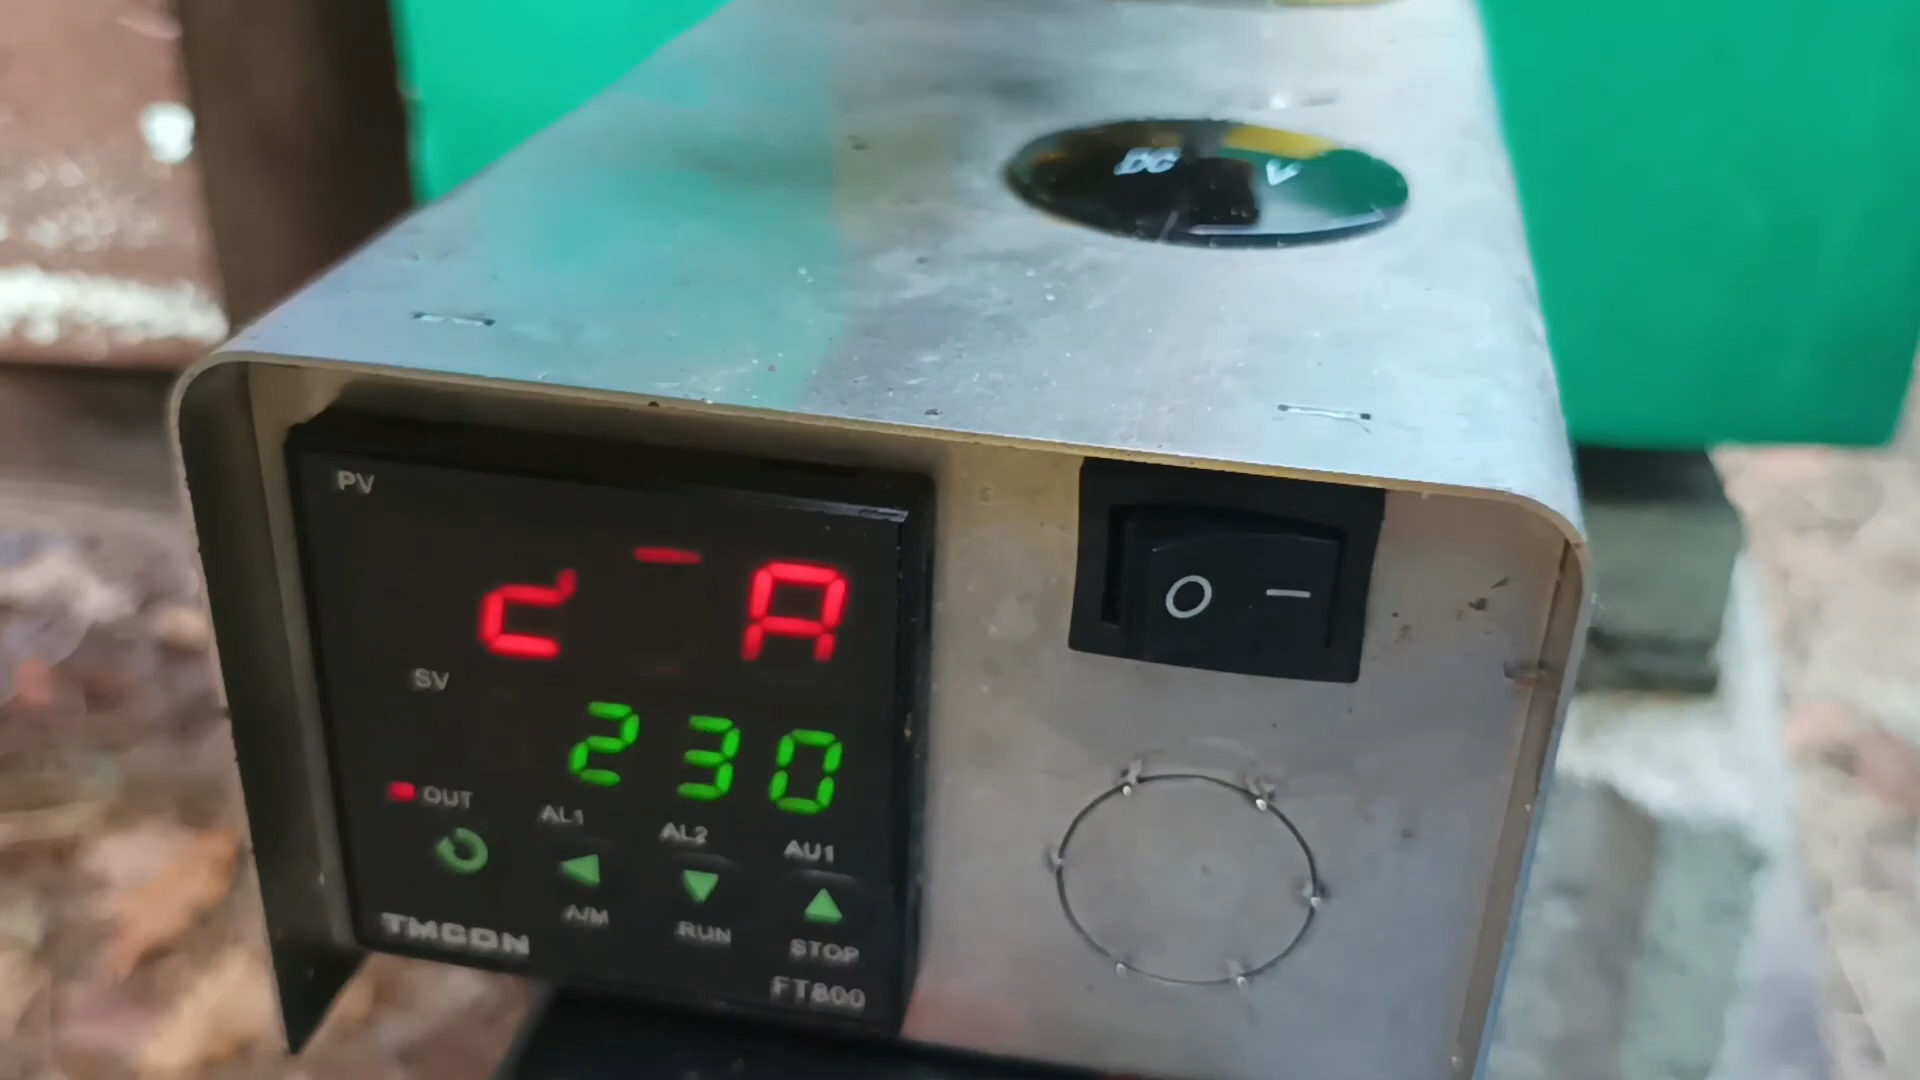 DC V
PV
SV
230
OUT AL1 AL2 AU1
A/M RUN STOP
TMCON
FT800